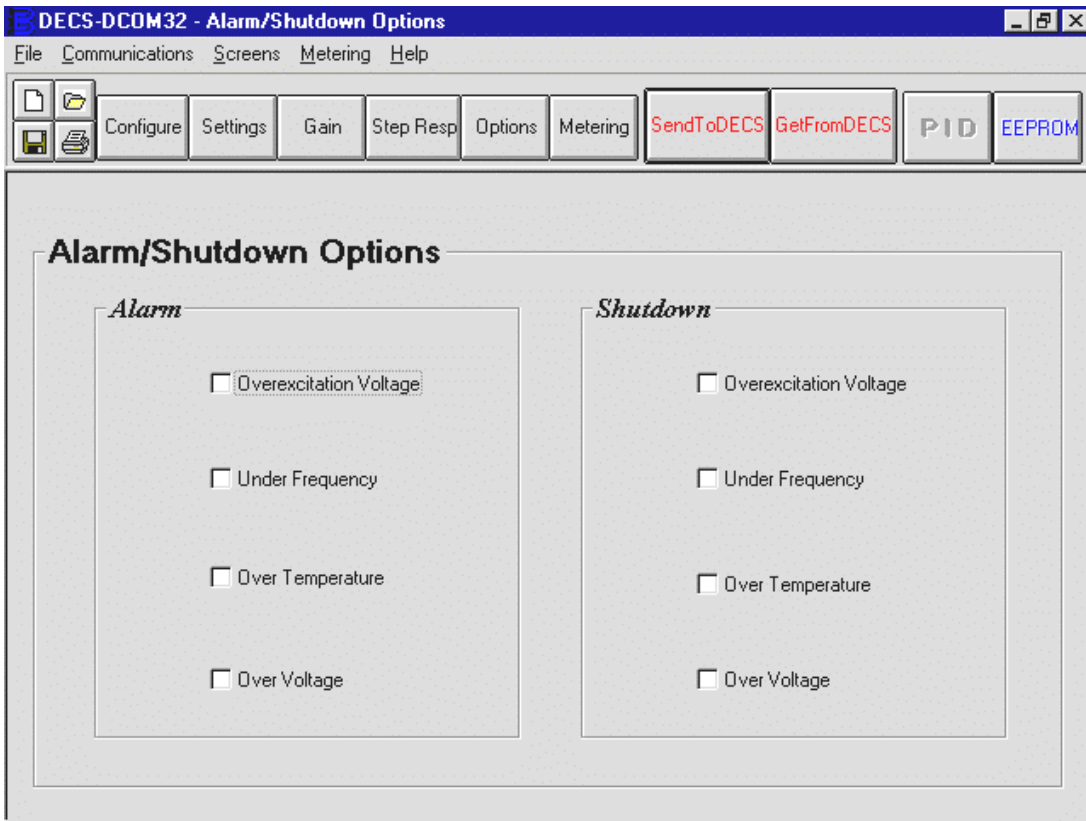 DECS-DCOM32 - Alarm/Shutdown Options
File Communications Screens Metering Help
Configure Settings Gain Step Resp Options Metering SendToDECS GetFromDECS PID EEPROM
Alarm/Shutdown Options
Alarm
Overexcitation Voltage
Under Frequency
Over Temperature
Over Voltage
Shutdown
Overexcitation Voltage
Under Frequency
Over Temperature
Over Voltage